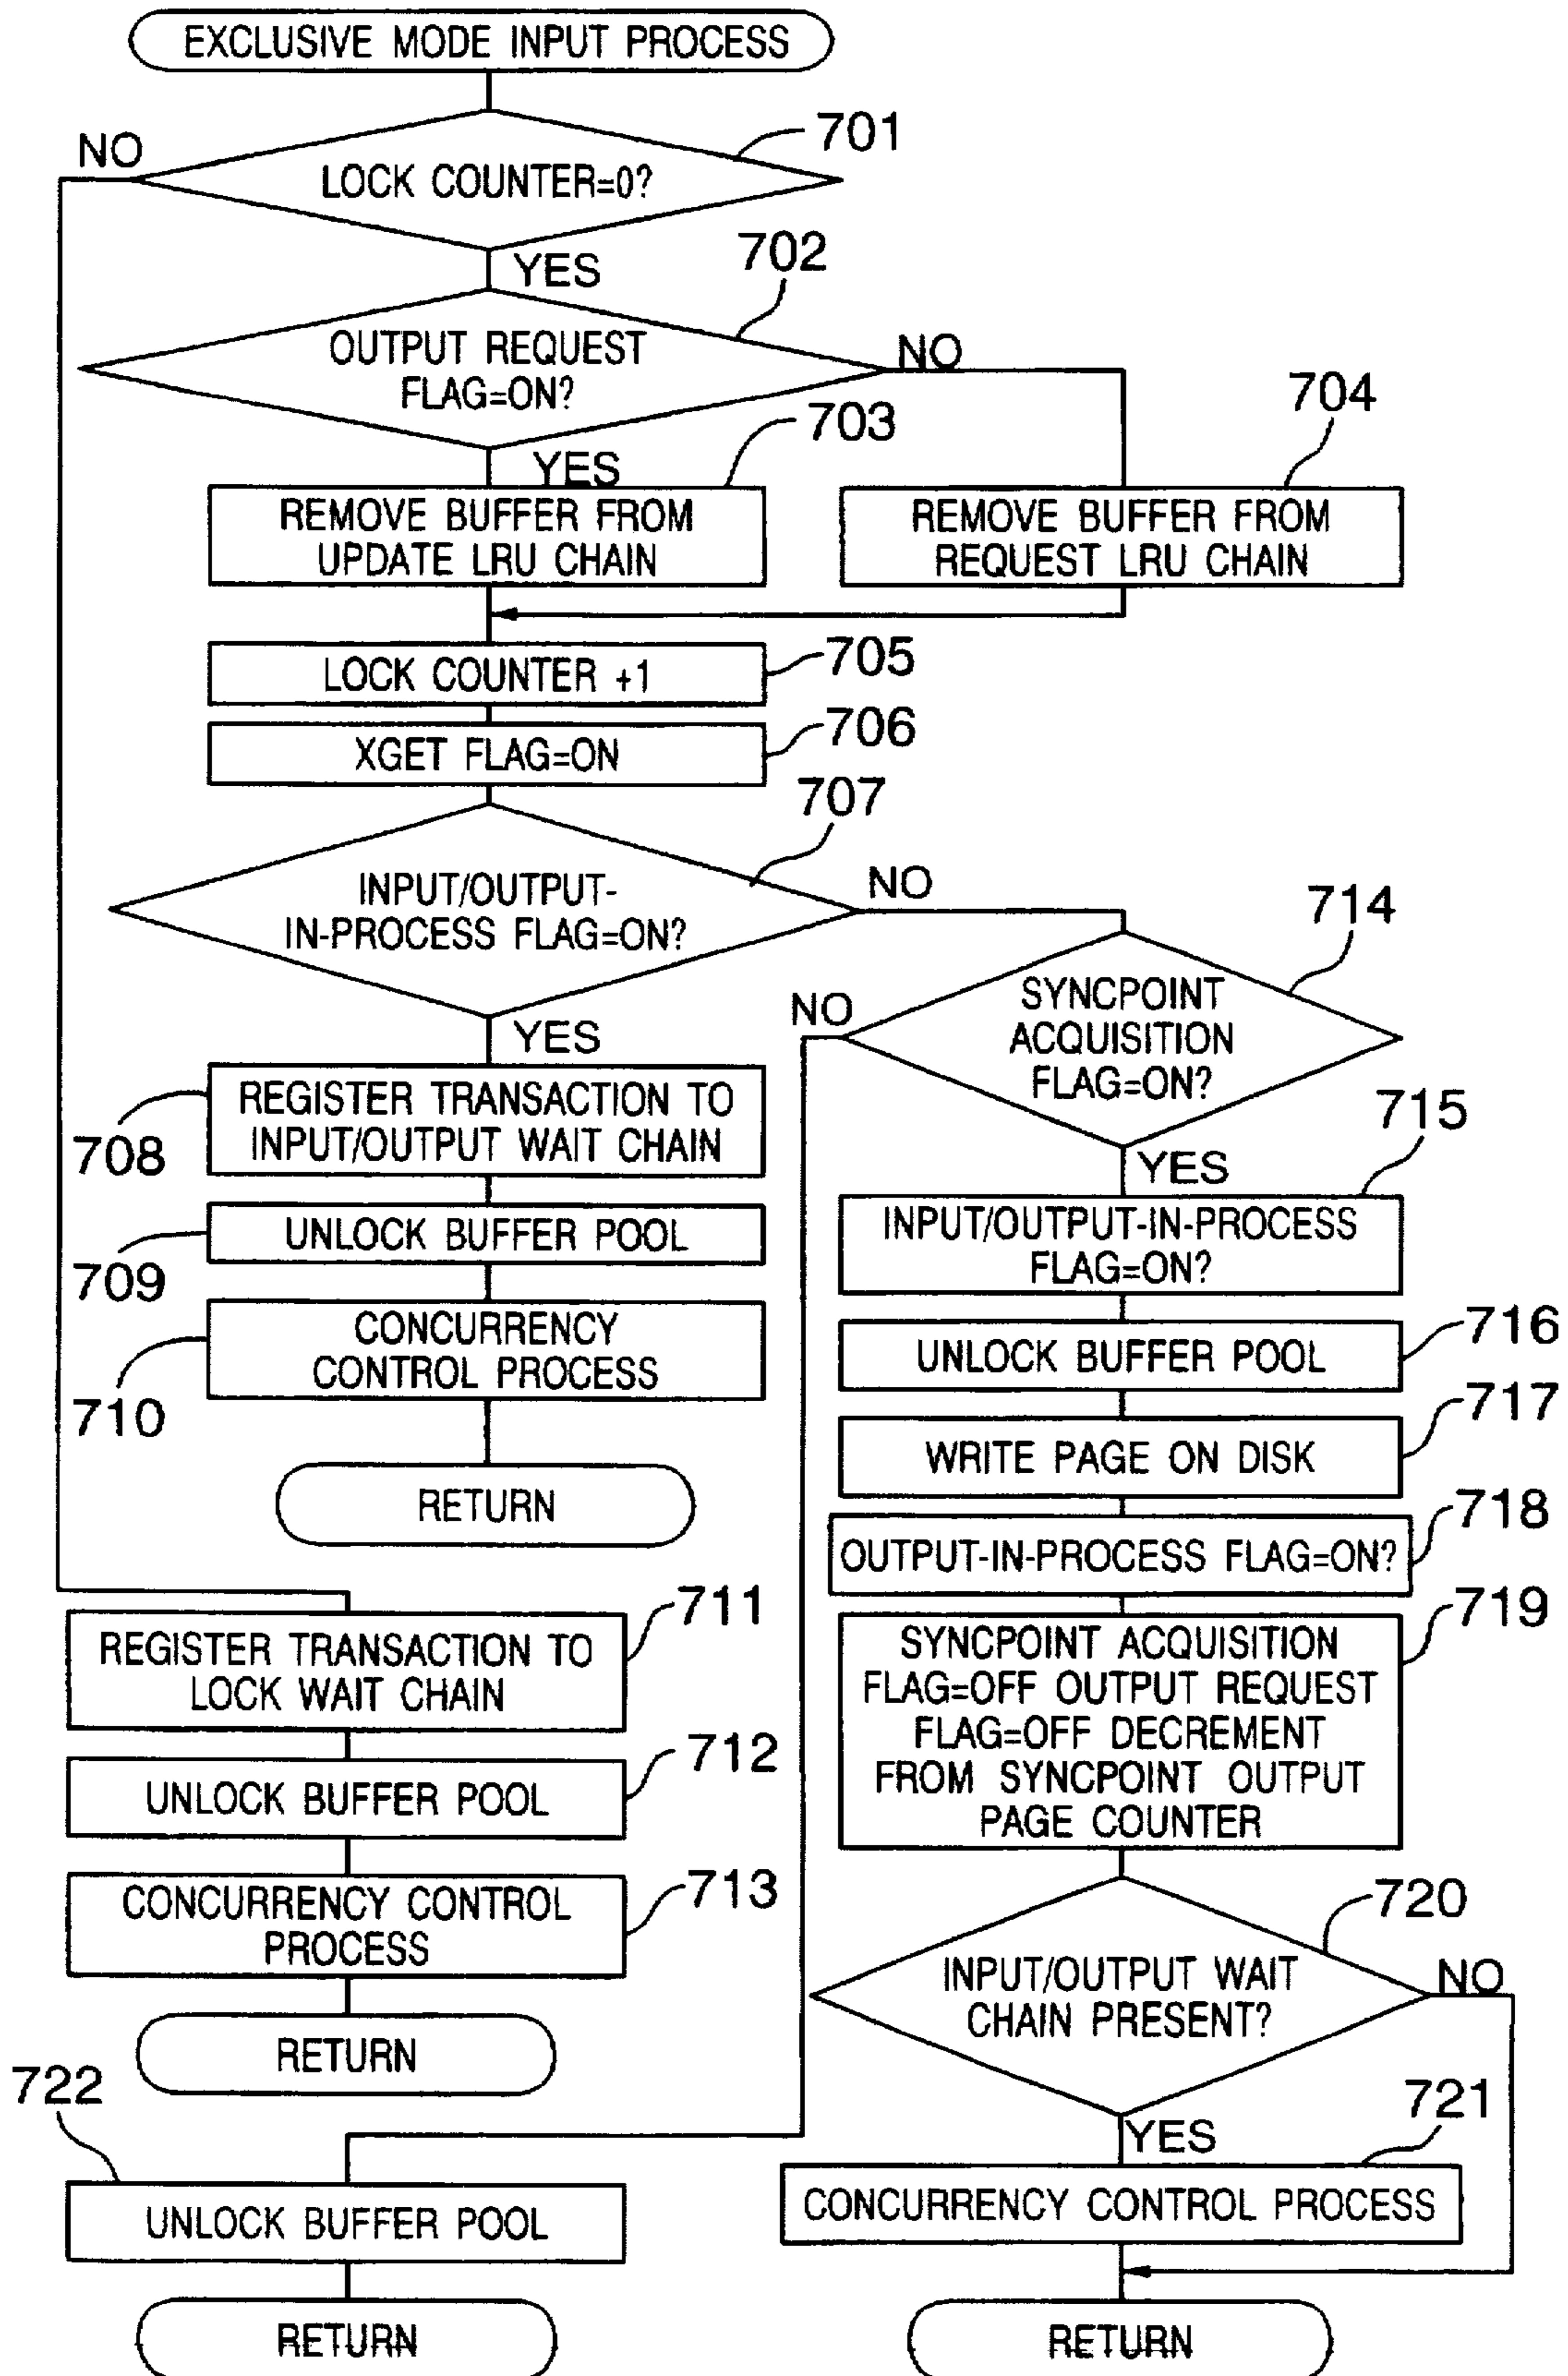 EXCLUSIVE MODE INPUT PROCESS
701
NO
LOCK COUNTER=0?
YES
702
OUTPUT REQUEST
FLAG=ON?
NO
703
704
YES
REMOVE BUFFER FROM
UPDATE LRU CHAIN
REMOVE BUFFER FROM
REQUEST LRU CHAIN
LOCK COUNTER +1
705
XGET FLAG=ON
706
707
INPUT/OUTPUT-
IN-PROCESS FLAG=ON?
NO
YES
708
REGISTER TRANSACTION TO
INPUT/OUTPUT WAIT CHAIN
709
UNLOCK BUFFER POOL
710
CONCURRENCY
CONTROL PROCESS
RETURN
714
NO
SYNCPOINT
ACQUISITION
FLAG=ON?
YES
715
INPUT/OUTPUT-IN-PROCESS
FLAG=ON?
716
UNLOCK BUFFER POOL
717
WRITE PAGE ON DISK
718
OUTPUT-IN-PROCESS FLAG=ON?
719
SYNCPOINT ACQUISITION
FLAG=OFF OUTPUT REQUEST
FLAG=OFF DECREMENT
FROM SYNCPOINT OUTPUT
PAGE COUNTER
711
REGISTER TRANSACTION TO
LOCK WAIT CHAIN
712
UNLOCK BUFFER POOL
713
CONCURRENCY CONTROL
PROCESS
RETURN
720
INPUT/OUTPUT WAIT
CHAIN PRESENT?
NO
YES
721
CONCURRENCY CONTROL PROCESS
RETURN
722
UNLOCK BUFFER POOL
RETURN